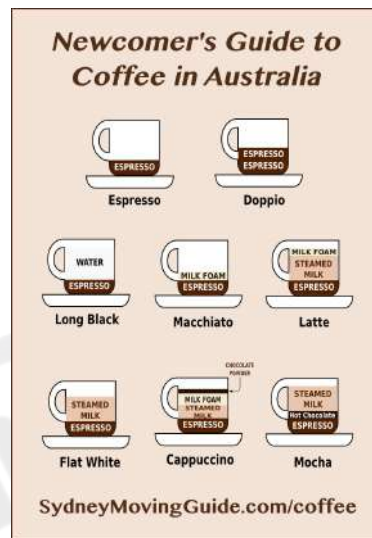 Newcomer's Guide to
Coffee in Australia
ESPRESSO
Espresso
ESPRESSO
ESPRESSO
Doppio
WATER
ESPRESSO
Long Black
MILK FOAM
ESPRESSO
Macchiato
MILK FOAM
STEAMED
MILK
ESPRESSO
Latte
STEAMED
MILK
ESPRESSO
Flat White
CHOCOLATE
POWDER
MILK FOAM
STEAMED
MILK
ESPRESSO
Cappuccino
STEAMED
MILK
Hot Chocolate
ESPRESSO
Mocha
SydneyMovingGuide.com/coffee